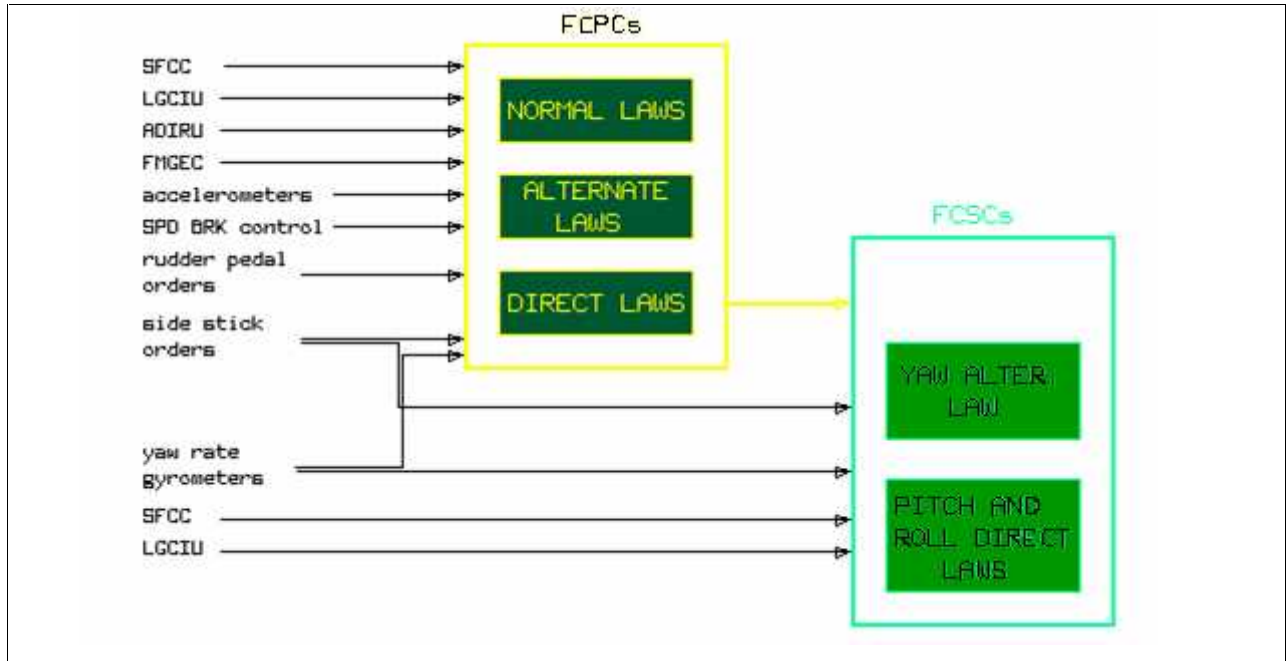 FCPCs
SFCC
LGCIU
ADIRU
FMGEC
accelerometers
SPD BRK control
rudder pedal
orders
side stick
orders
yaw rate
gyrometers
SFCC
LGCIU
NORMAL LAWS
ALTERNATE
LAWS
DIRECT LAWS
FCSCs
YAW ALTER
LAW
PITCH AND
ROLL DIRECT
LAWS